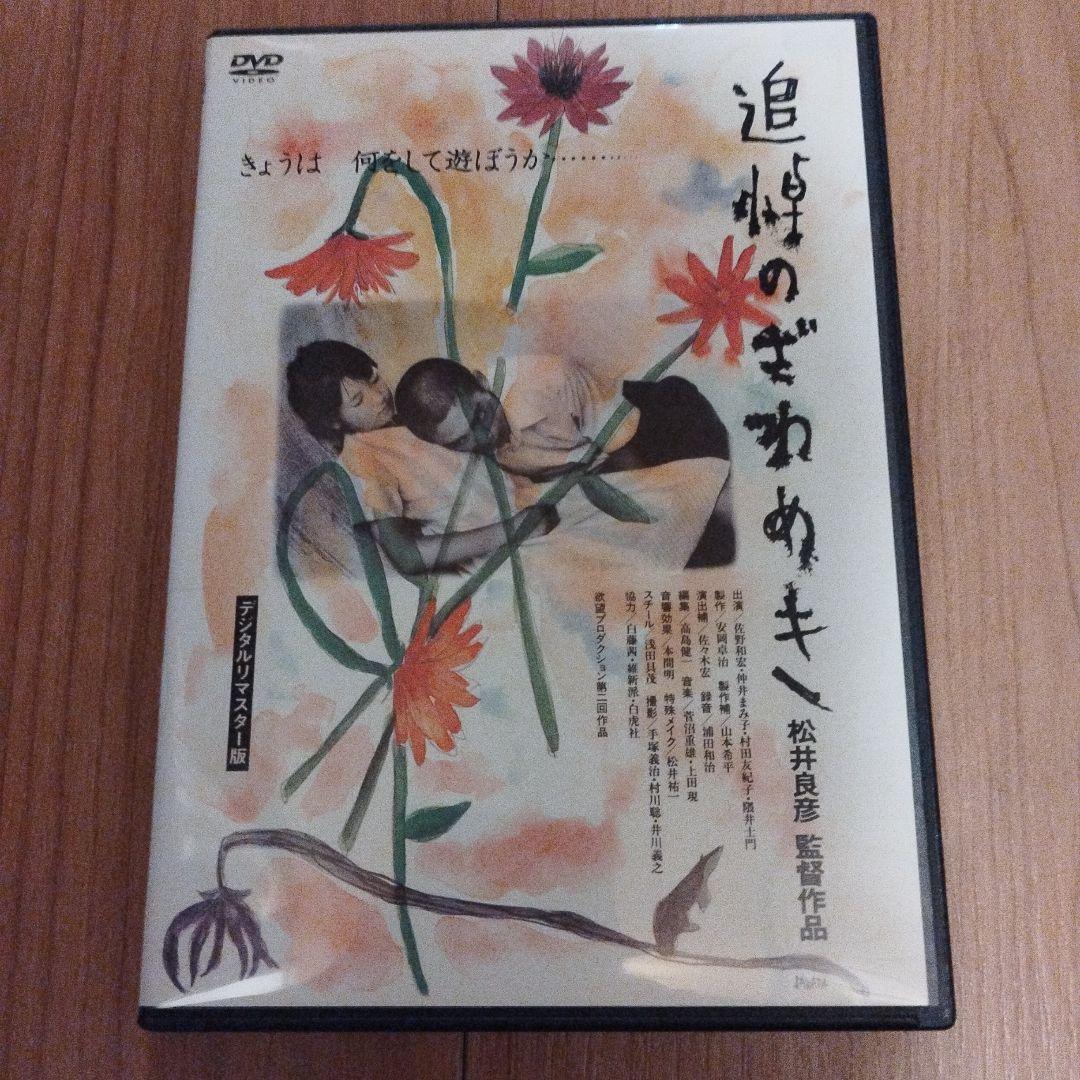 DVD
VIDEO
きょうは 何をして遊ぼうか……
追悼のざわめき
松井良彦 監督作品
出演／佐野和宏・仲井まみ子・村田友紀子・隈井士門
製作／安岡卓治 製作補／山本希平
演出補／佐々木宏 録音／浦田和治
編集／高島健一 音楽／菅沼重雄・上田現
音響効果／本間明 特殊メイク／松井祐一
スチール／浅田具茂 撮影／手塚義治・村川聡・井川義之
協力／白藤茜・維新派・白虎社
欲望プロダクション第二回作品
デジタルリマスター版